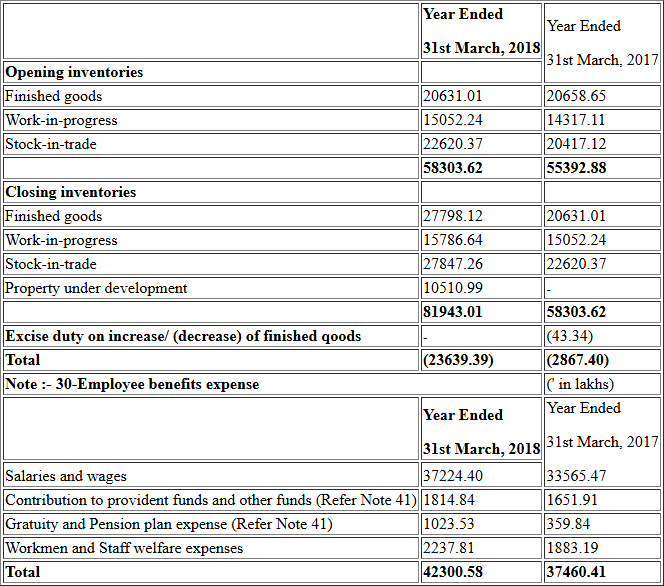 Year Ended Year Ended
31st March, 2018 31st March, 2017
Opening inventories
Finished goods 20631.01 20658.65
Work-in-progress 15052.24 14317.11
Stock-in-trade 22620.37 20417.12
58303.62 55392.88
Closing inventories
Finished goods 27798.12 20631.01
Work-in-progress 15786.64 15052.24
Stock-in-trade 27847.26 22620.37
Property under development 10510.99 -
81943.01 58303.62
Excise duty on increase/ (decrease) of finished qoods - (43.34)
Total (23639.39) (2867.40)
Note :- 30-Employee benefits expense (' in lakhs)
Year Ended Year Ended
31st March, 2018 31st March, 2017
Salaries and wages 37224.40 33565.47
Contribution to provident funds and other funds (Refer Note 41) 1814.84 1651.91
Gratuity and Pension plan expense (Refer Note 41) 1023.53 359.84
Workmen and Staff welfare expenses 2237.81 1883.19
Total 42300.58 37460.41